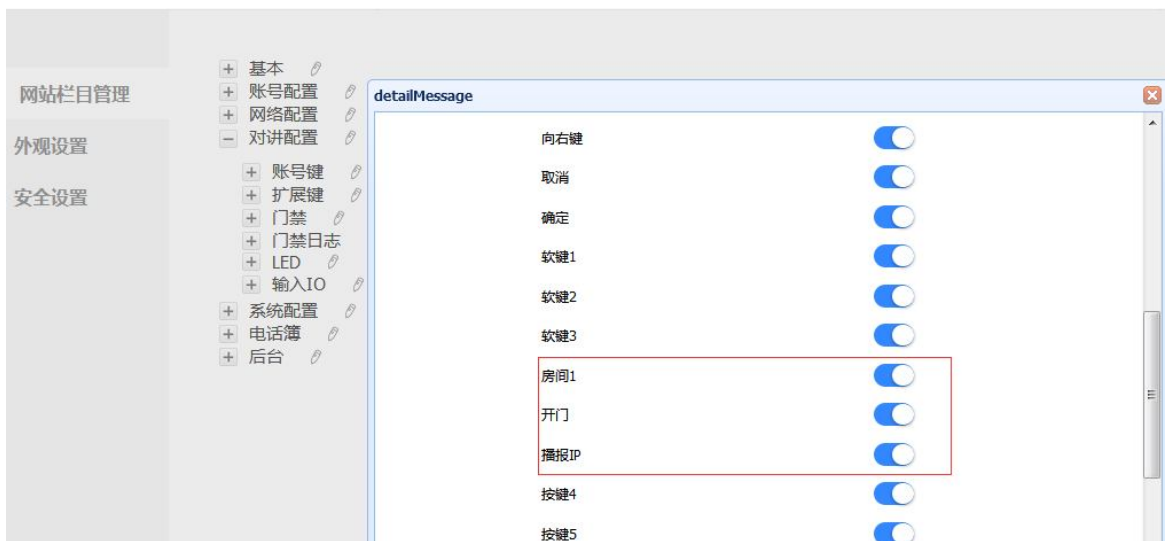 网站栏目管理
外观设置
安全设置
基本
账号配置
网络配置
对讲配置
账号键
扩展键
门禁
门禁日志
LED
输入IO
系统配置
电话簿
后台
detailMessage
向右键
取消
确定
软键1
软键2
软键3
房间1
开门
播报IP
按键4
按键5